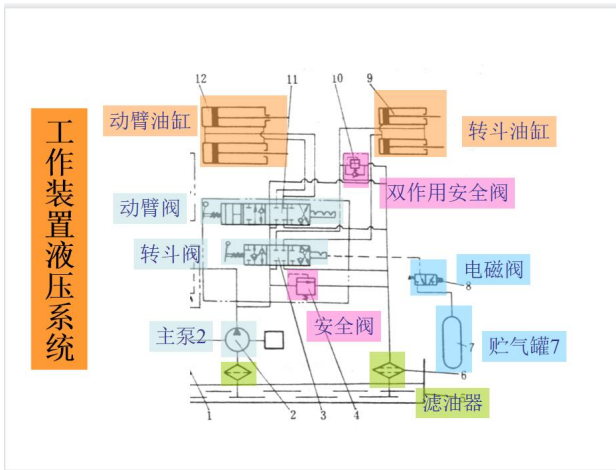 工作装置液压系统
12
11
10
9
动臂油缸
转斗油缸
双作用安全阀
动臂阀
转斗阀
电磁阀
8
安全阀
主泵2
7
贮气罐7
6
滤油器
1
2
3
4